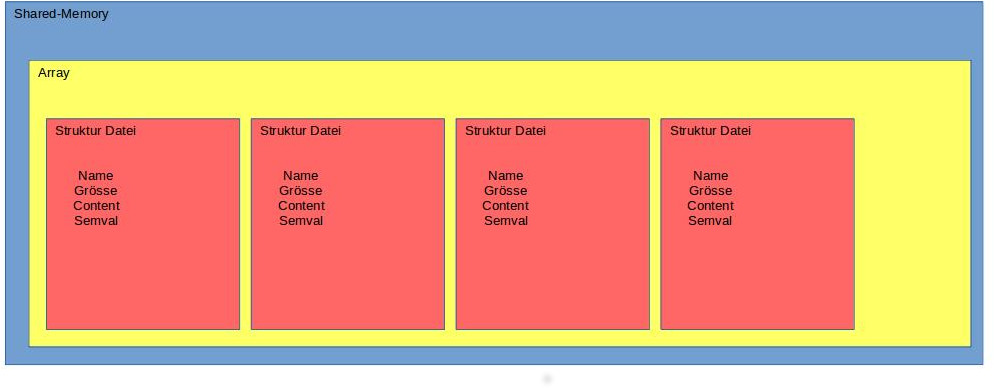 Shared-Memory
Array
Struktur Datei
Name
Grösse
Content
Semval
Struktur Datei
Name
Grösse
Content
Semval
Struktur Datei
Name
Grösse
Content
Semval
Struktur Datei
Name
Grösse
Content
Semval